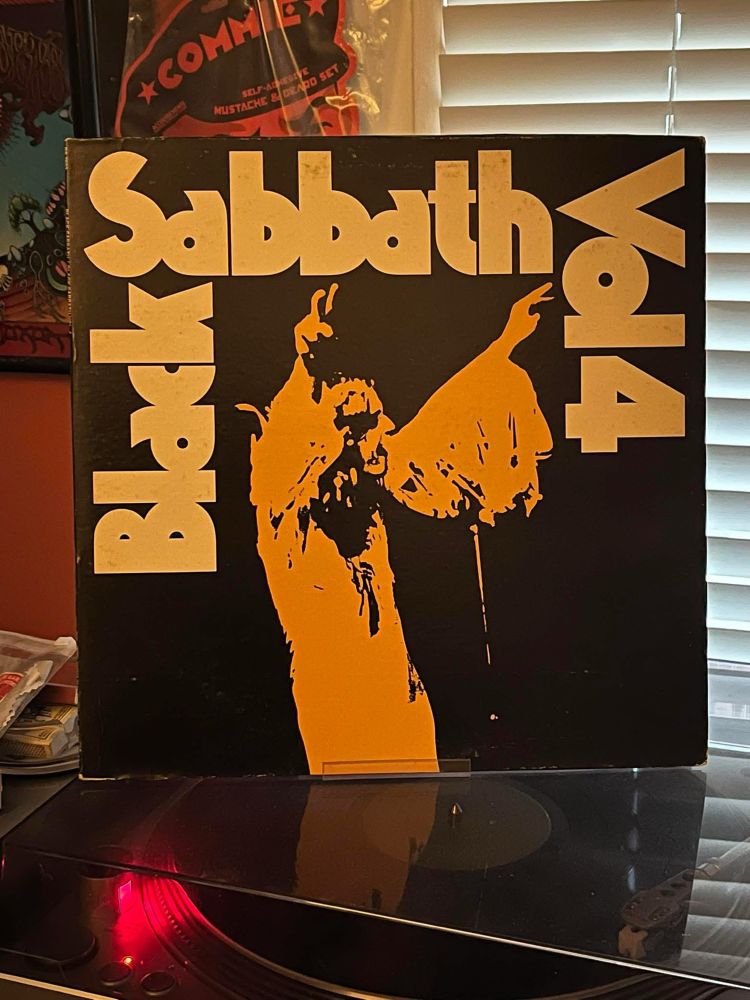 COMMIE
SELF-ADHESIVE
MUSTACHE & BEARD SET
Black
Sabbath
Vol 4